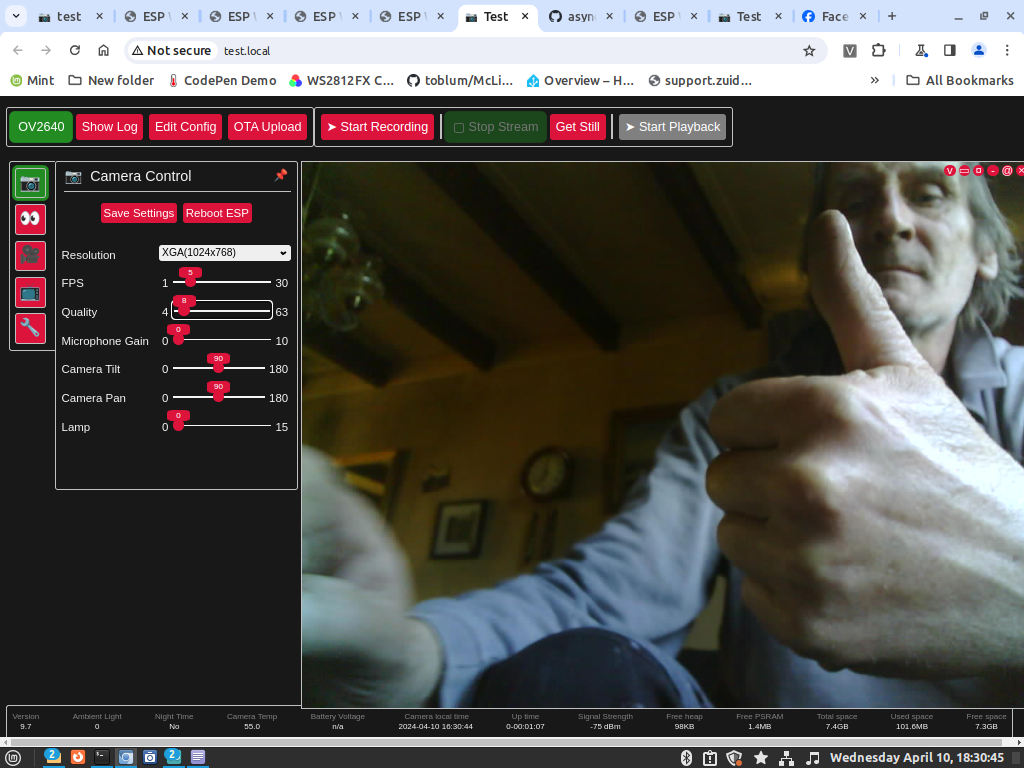 test
ESP
ESP
ESP
ESP
Test
asyn
ESP
Test
Face
Not secure
test.local
Mint
New folder
CodePen Demo
WS2812FX C...
toblum/McLi...
Overview – H...
support.zuid...
»
All Bookmarks
OV2640
Show Log
Edit Config
OTA Upload
➤ Start Recording
▢ Stop Stream
Get Still
➤ Start Playback
Camera Control
V
@
Save Settings
Reboot ESP
Resolution
XGA(1024x768)
FPS
1
5
30
Quality
4
8
63
Microphone Gain
0
0
10
Camera Tilt
0
90
180
Camera Pan
0
90
180
Lamp
0
0
15
Version
Ambient Light
Night Time
Camera Temp
Battery Voltage
Camera local time
Up time
Signal Strength
Free heap
Free PSRAM
Total space
Used space
Free space
9.7
0
No
55.0
n/a
2024-04-10 16:30:44
0-00:01:07
-75 dBm
98KB
1.4MB
7.4GB
101.6MB
7.3GB
2
2
Wednesday April 10, 18:30:45